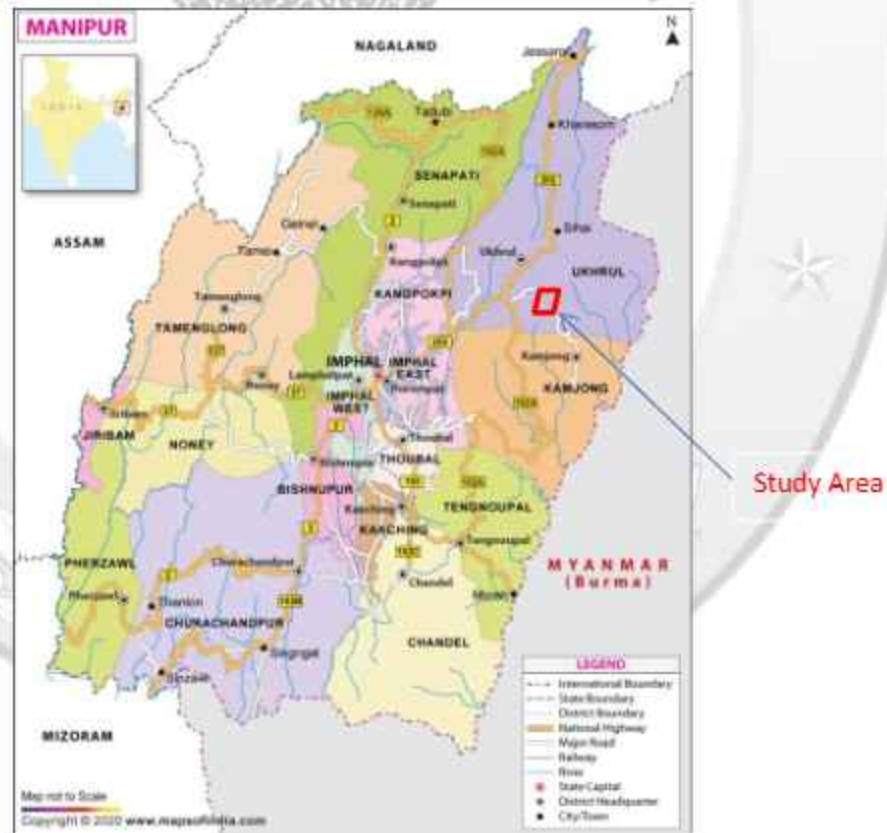 MANIPUR
N
NAGALAND
Jessami
Tadubi
Kharasom
SENAPATI
Senapati
ASSAM
Sihai
Ukhrul
UKHRUL
Tamei
Kangpokpi
KANGPOKPI
Tamenglong
TAMENGLONG
Kamjong
KAMJONG
IMPHAL
IMPHAL EAST
Lamphelpat
Porompat
IMPHAL WEST
Noney
Jiribam
JIRIBAM
NONEY
Thoubal
THOUBAL
Bishnupur
BISHNUPUR
Study Area
TENGNOUPAL
Kakching
KAKCHING
Tengnoupal
MYANMAR
(Burma)
PHERZAWL
Pherzawl
Churachandpur
Chandel
Moreh
Thanlon
CHURACHANDPUR
CHANDEL
Singngat
Sinzawl
MIZORAM
LEGEND
International Boundary
State Boundary
District Boundary
National Highway
Major Road
Railway
River
State Capital
District Headquarter
City/Town
Map not to Scale
Copyright © 2020 www.mapsofindia.com